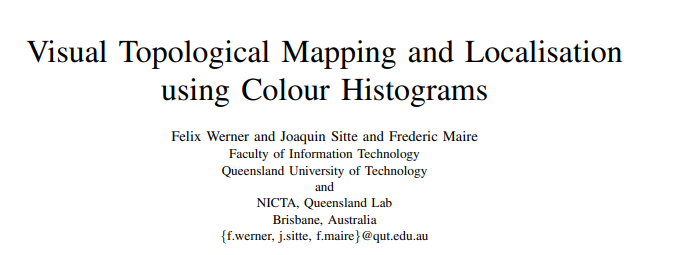 Visual Topological Mapping and Localisation
using Colour Histograms
Felix Werner and Joaquin Sitte and Frederic Maire
Faculty of Information Technology
Queensland University of Technology
and
NICTA, Queensland Lab
Brisbane, Australia
{f.werner, j.sitte, f.maire}@qut.edu.au